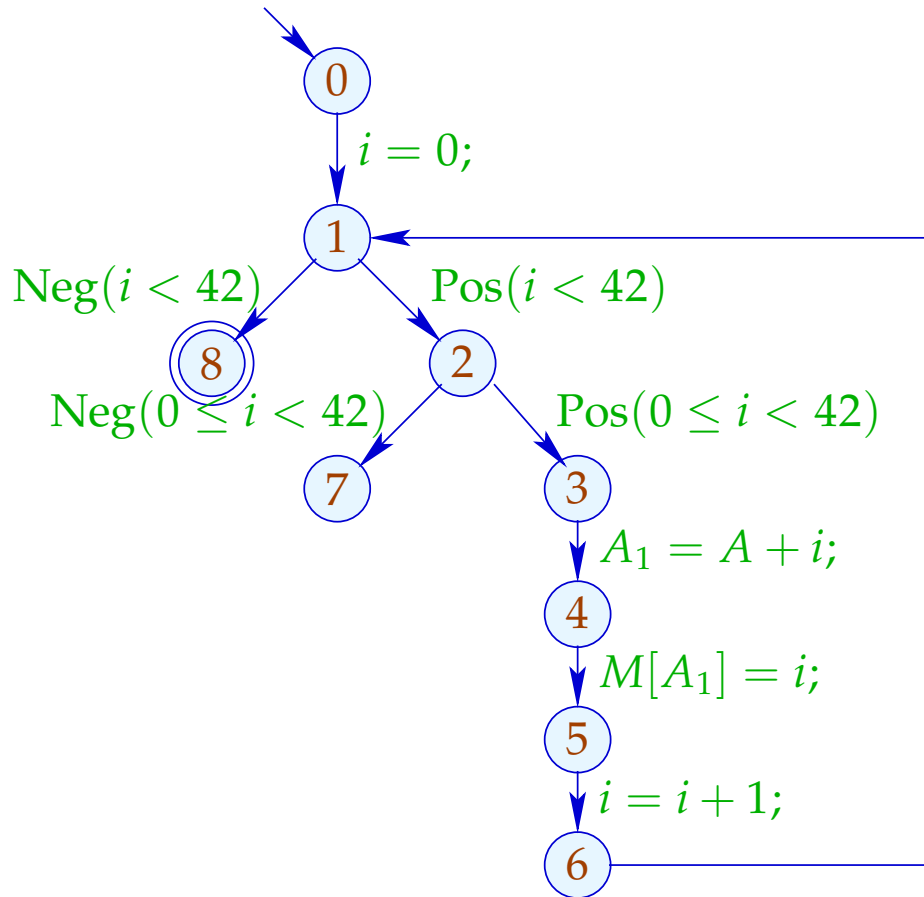 0
i = 0;
1
Neg(i < 42) Pos(i < 42)
8 2
Neg(0 ≤ i < 42) Pos(0 ≤ i < 42)
7 3
A₁ = A + i;
4
M[A₁] = i;
5
i = i + 1;
6